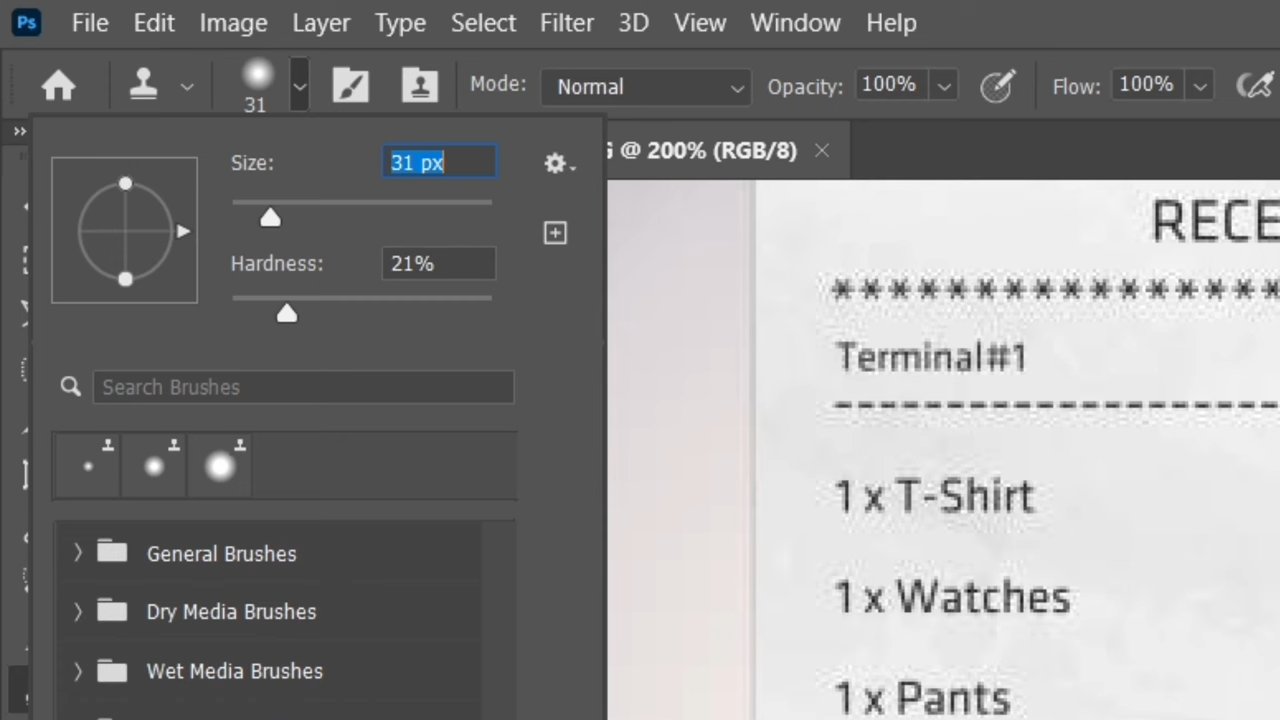 Ps File Edit Image Layer Type Select Filter 3D View Window Help
31 Mode: Normal Opacity: 100% Flow: 100%
@ 200% (RGB/8)
Size: 31 px
Hardness: 21%
Search Brushes
General Brushes
Dry Media Brushes
Wet Media Brushes
RECE
*****************
Terminal#1
-----------------
1 x T-Shirt
1 x Watches
1 x Pants